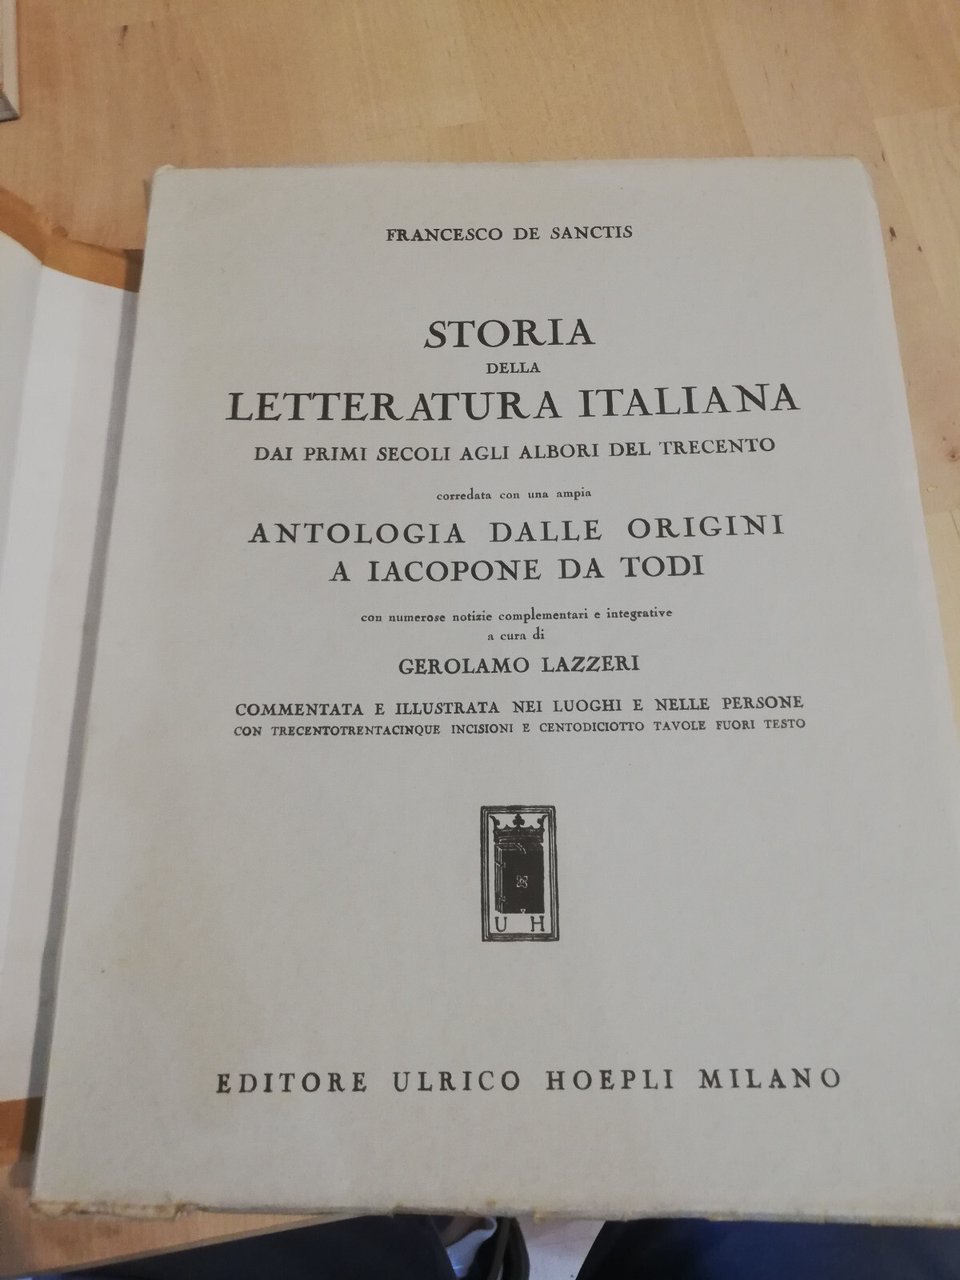 FRANCESCO DE SANCTIS
STORIA
DELLA
LETTERATURA ITALIANA
DAI PRIMI SECOLI AGLI ALBORI DEL TRECENTO
corredata con una ampia
ANTOLOGIA DALLE ORIGINI
A IACOPONE DA TODI
con numerose notizie complementari e integrative
a cura di
GEROLAMO LAZZERI
COMMENTATA E ILLUSTRATA NEI LUOGHI E NELLE PERSONE
CON TRECENTOTRENTACINQUE INCISIONI E CENTODICIOTTO TAVOLE FUORI TESTO
U H
EDITORE ULRICO HOEPLI MILANO